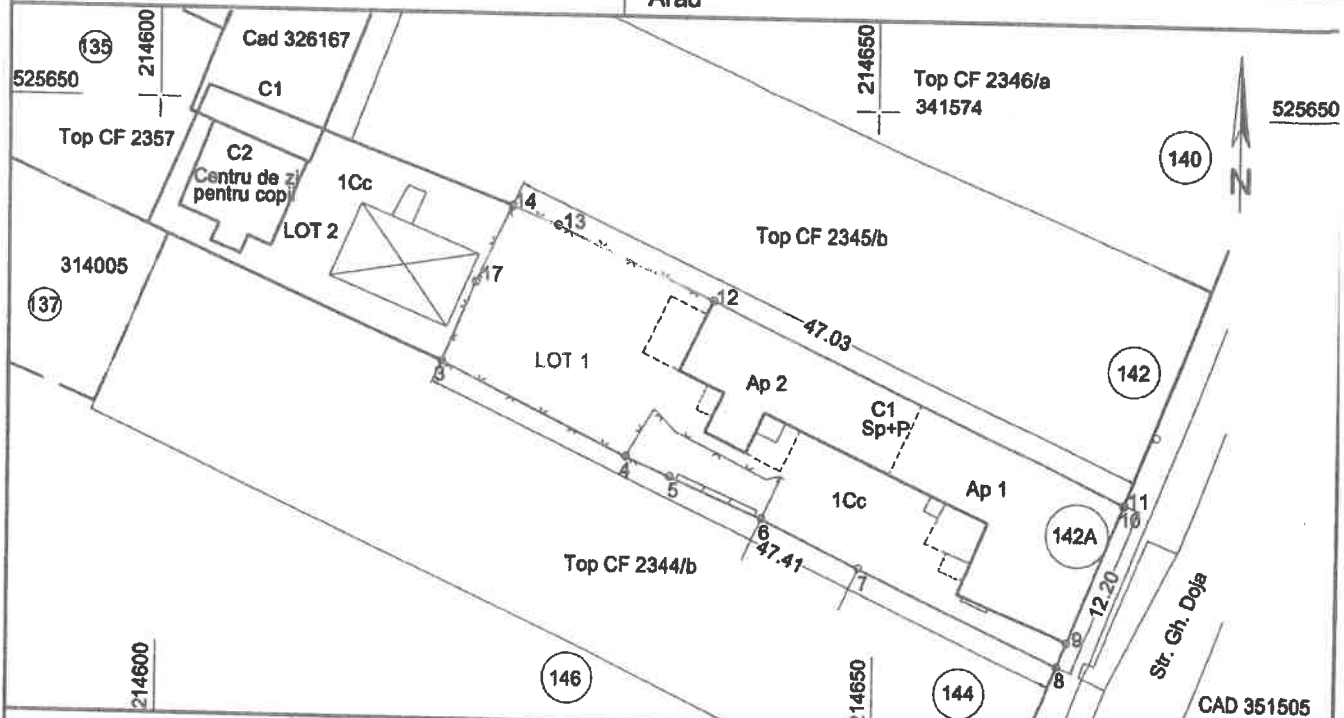 Arad
135
214600
Cad 326167
214650
Top CF 2346/a
341574
525650
525650
C1
Top CF 2357
C2
Centru de zi
pentru copii
1Cc
140
N
14
13
Top CF 2345/b
LOT 2
314005
17
137
12
47.03
LOT 1
3
142
Ap 2
C1
Sp+P
4
5
Ap 1
11
10
1Cc
6
142A
47.41
Top CF 2344/b
7
12.20
Str. Gh. Doja
9
8
214600
146
214650
144
CAD 351505